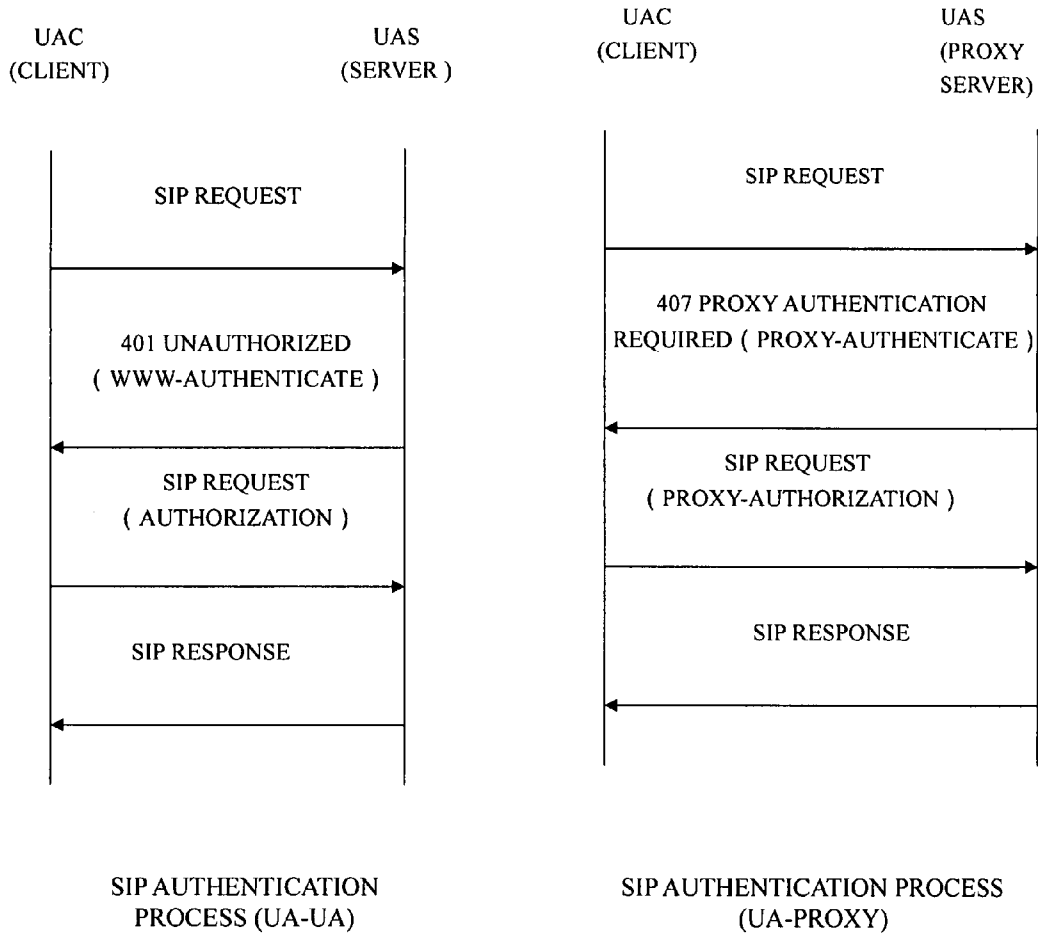 UAC
(CLIENT)
UAS
(SERVER )
SIP REQUEST
401 UNAUTHORIZED
( WWW-AUTHENTICATE )
SIP REQUEST
( AUTHORIZATION )
SIP RESPONSE
SIP AUTHENTICATION
PROCESS (UA-UA)
UAC
(CLIENT)
UAS
(PROXY
SERVER)
SIP REQUEST
407 PROXY AUTHENTICATION
REQUIRED ( PROXY-AUTHENTICATE )
SIP REQUEST
( PROXY-AUTHORIZATION )
SIP RESPONSE
SIP AUTHENTICATION PROCESS
(UA-PROXY)